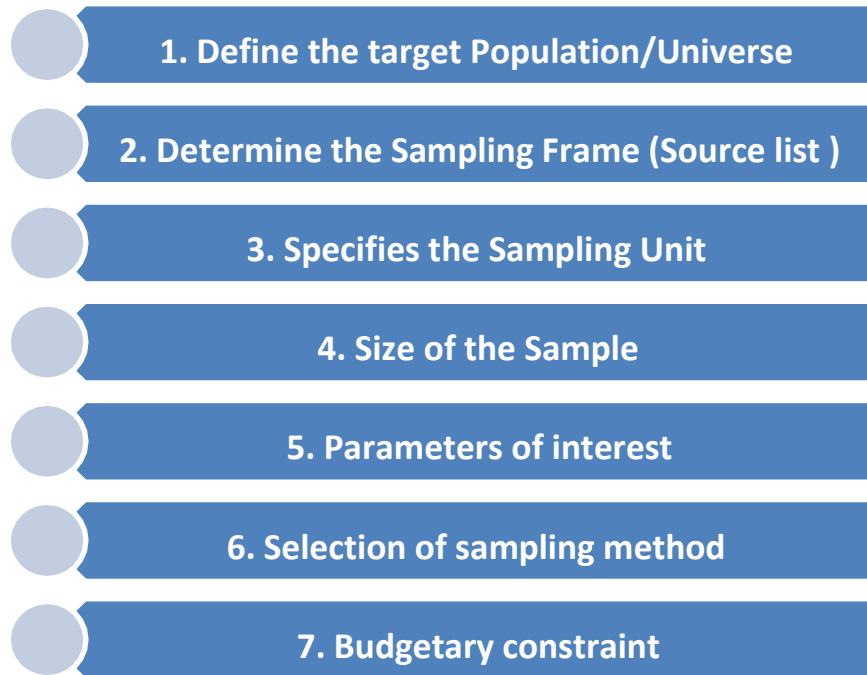 1. Define the target Population/Universe
2. Determine the Sampling Frame (Source list )
3. Specifies the Sampling Unit
4. Size of the Sample
5. Parameters of interest
6. Selection of sampling method
7. Budgetary constraint